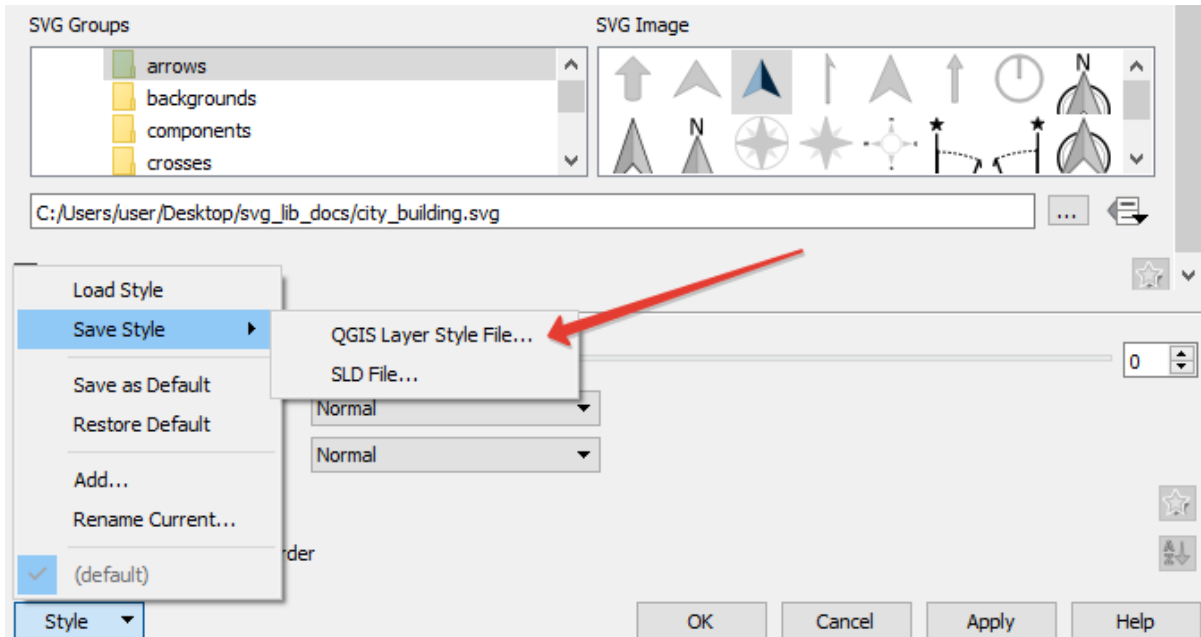 SVG Groups
SVG Image
arrows
backgrounds
components
crosses
N
N
C:/Users/user/Desktop/svg_lib_docs/city_building.svg
...
Load Style
Save Style
QGIS Layer Style File...
SLD File...
0
Save as Default
Normal
Restore Default
Normal
Add...
Rename Current...
rder
(default)
A
Z
Style
OK
Cancel
Apply
Help